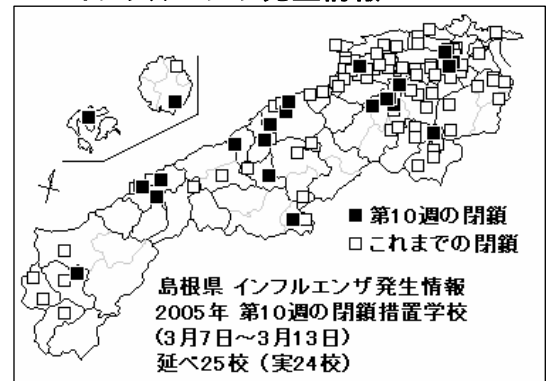 ■ 第10週の閉鎖
□ これまでの閉鎖
島根県 インフルエンザ発生情報
2005年 第10週の閉鎖措置学校
(3月7日～3月13日)
延べ25校（実24校）